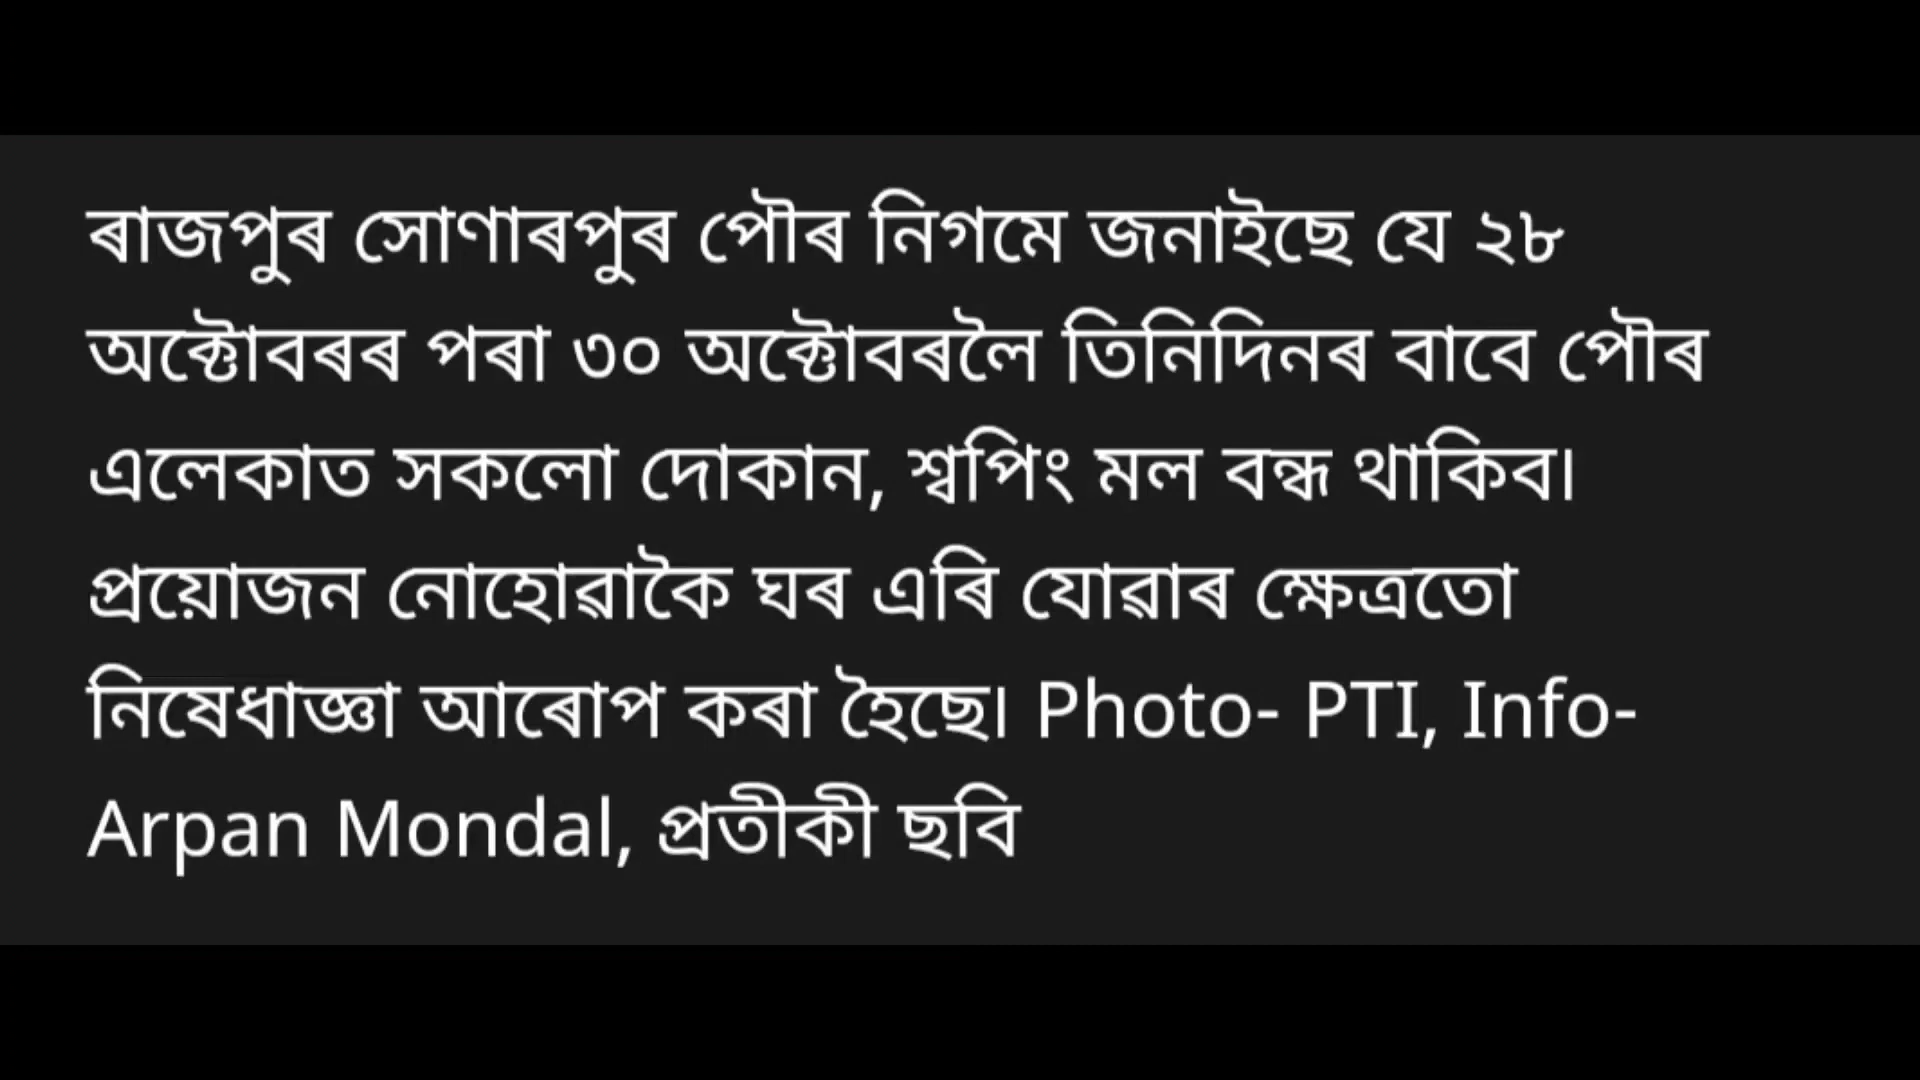 ৰাজপুৰ সোণাৰপুৰ পৌৰ নিগমে জনাইছে যে ২৮
অক্টোবৰৰ পৰা ৩০ অক্টোবৰলৈ তিনিদিনৰ বাবে পৌৰ
এলেকাত সকলো দোকান, শ্বপিং মল বন্ধ থাকিব।
প্ৰয়োজন নোহোৱাকৈ ঘৰ এৰি যোৱাৰ ক্ষেত্ৰতো
নিষেধাজ্ঞা আৰোপ কৰা হৈছে। Photo- PTI, Info-
Arpan Mondal, প্ৰতীকী ছবি